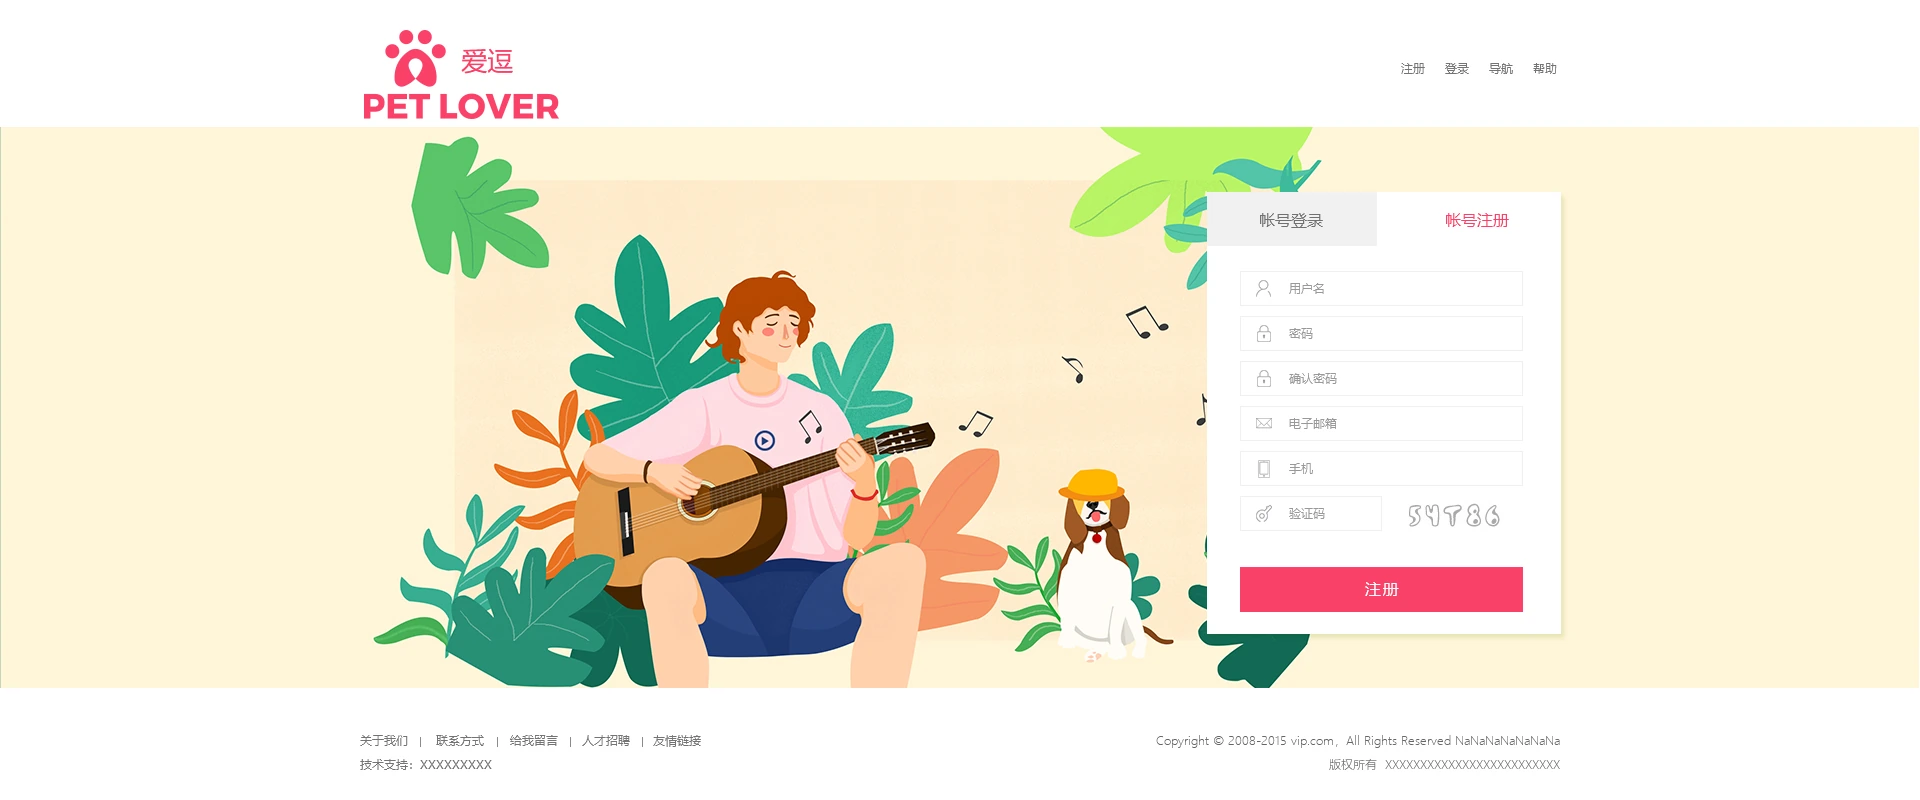 爱逗
PET LOVER
注册 登录 导航 帮助
帐号登录 帐号注册
用户名
密码
确认密码
电子邮箱
手机
验证码 54T86
注册
关于我们 | 联系方式 | 给我留言 | 人才招聘 | 友情链接
技术支持：XXXXXXXXX
Copyright © 2008-2015 vip.com，All Rights Reserved NaNaNaNaNaNaNa
版权所有 XXXXXXXXXXXXXXXXXXXXXXXXX